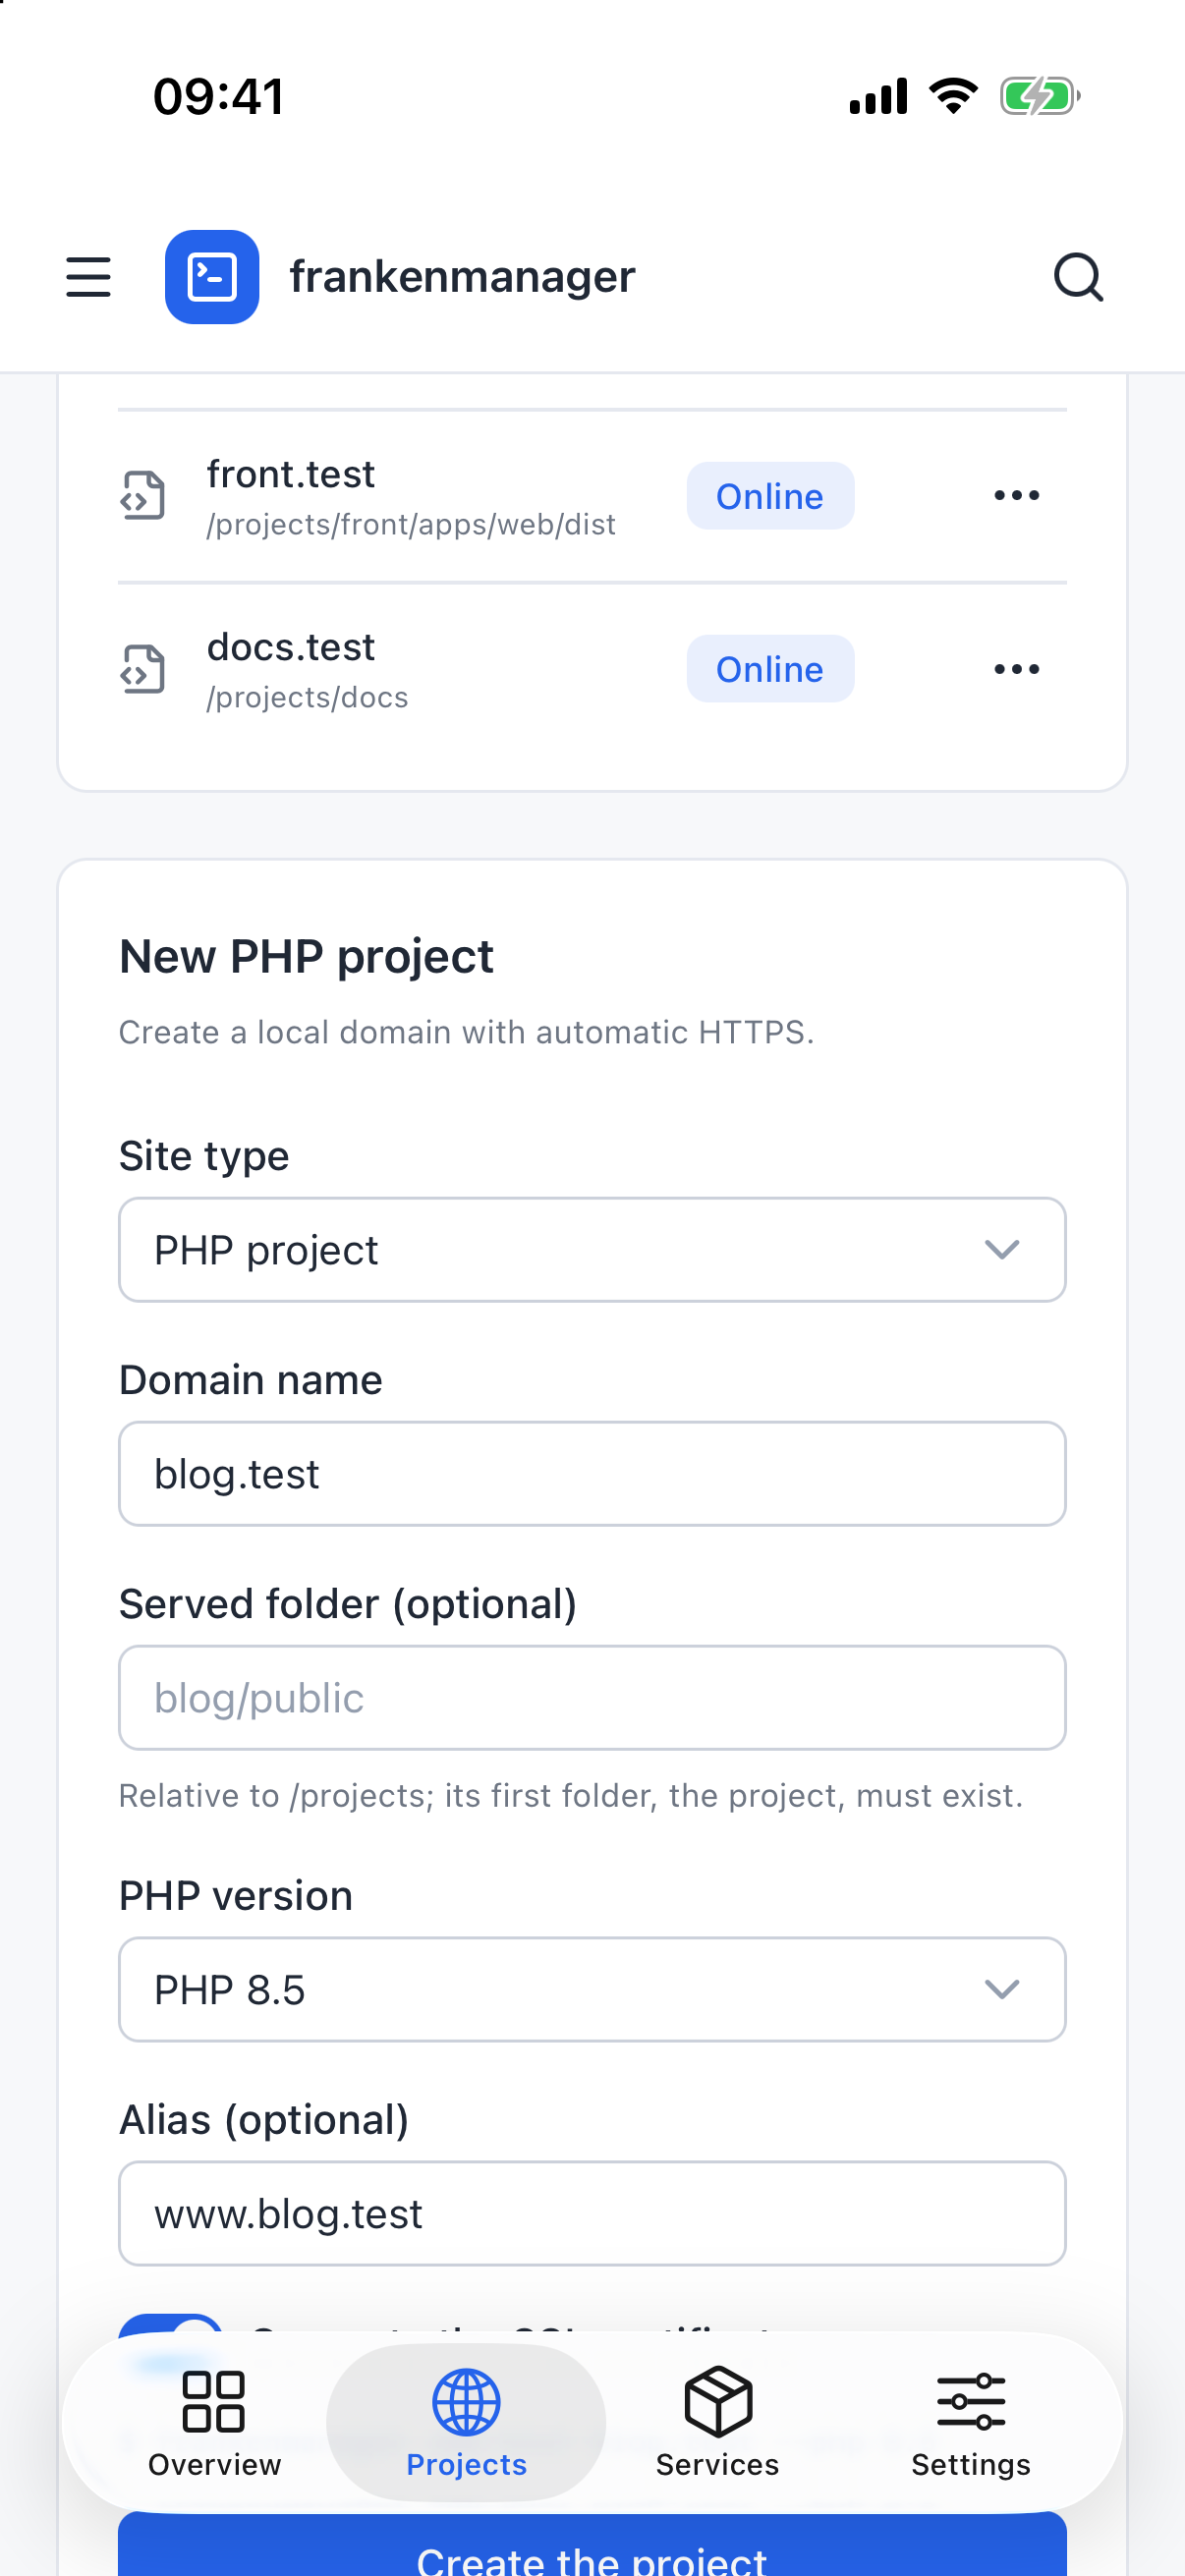 09:41
frankenmanager
front.test
/projects/front/apps/web/dist
Online
docs.test
/projects/docs
Online
New PHP project
Create a local domain with automatic HTTPS.
Site type
PHP project
Domain name
blog.test
Served folder (optional)
blog/public
Relative to /projects; its first folder, the project, must exist.
PHP version
PHP 8.5
Alias (optional)
www.blog.test
Overview
Projects
Services
Settings
Create the project